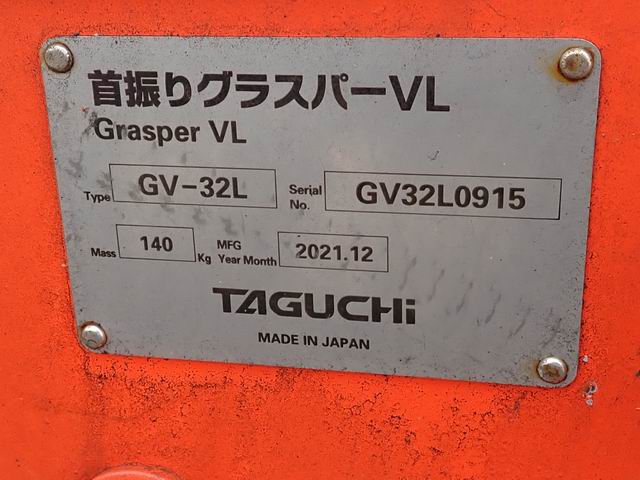 首振りグラスパーVL
Grasper VL
Type GV-32L Serial No. GV32L0915
Mass 140 Kg MFG Year Month 2021.12
TAGUCHi
MADE IN JAPAN